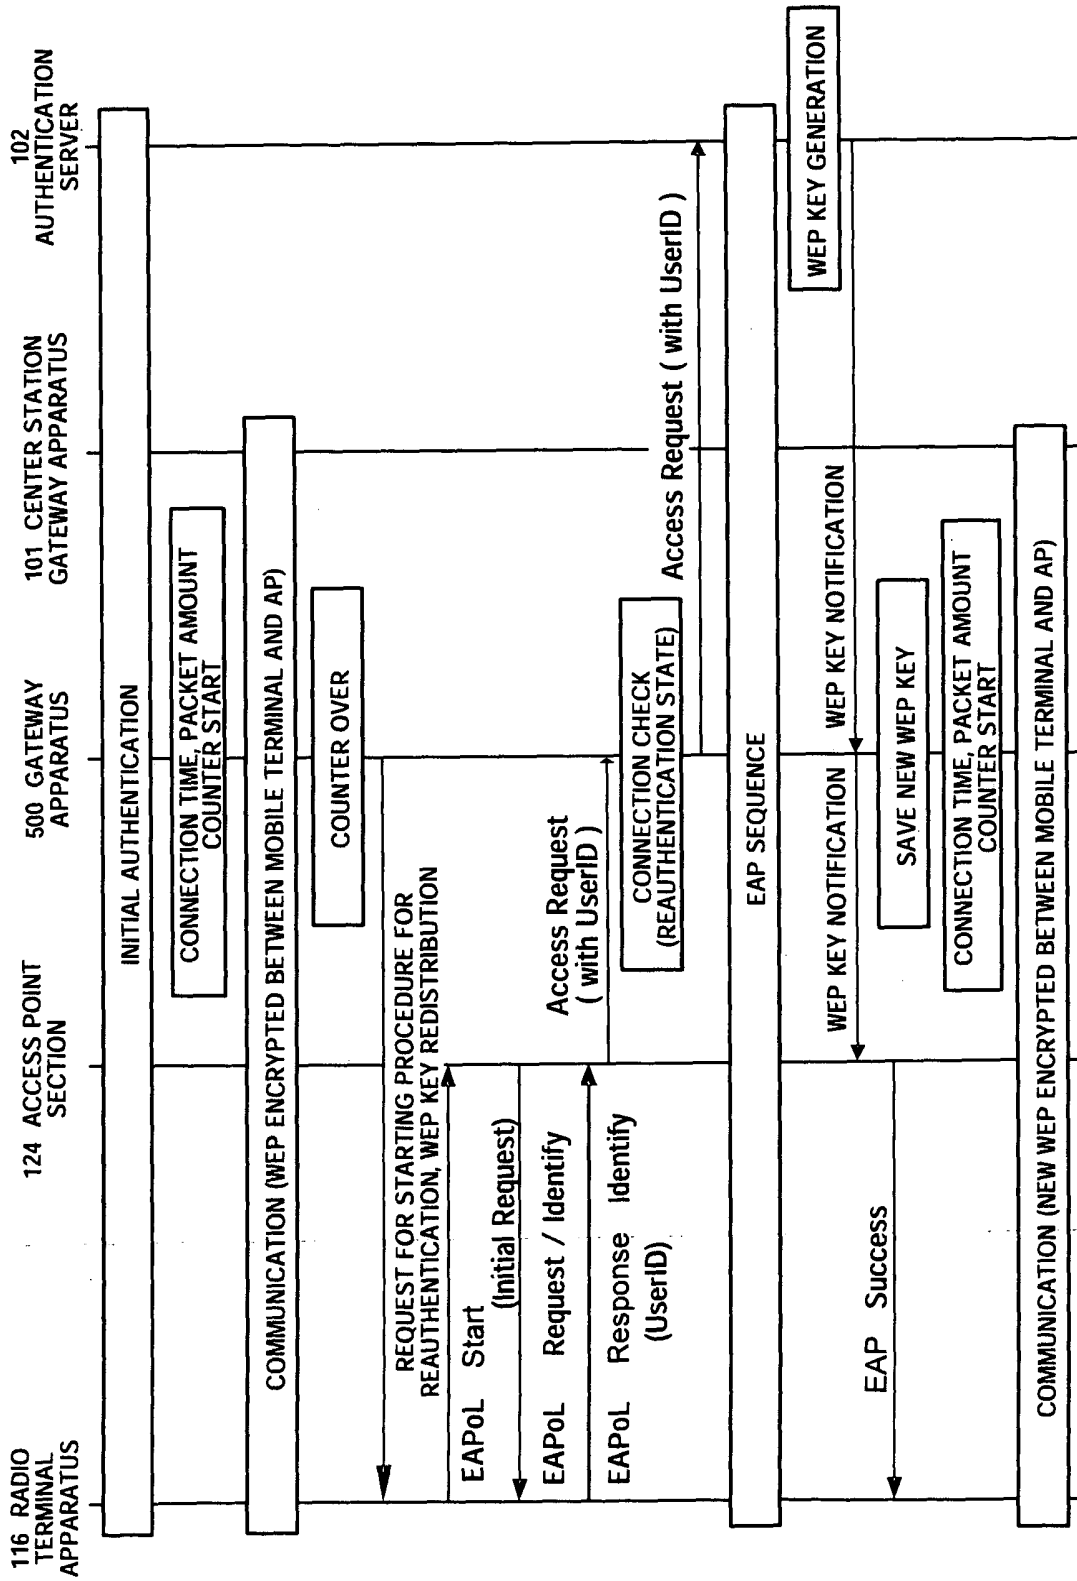 116 RADIO
TERMINAL
APPARATUS
124 ACCESS POINT
SECTION
500 GATEWAY
APPARATUS
101 CENTER STATION
GATEWAY APPARATUS
102
AUTHENTICATION
SERVER
INITIAL AUTHENTICATION
CONNECTION TIME, PACKET AMOUNT
COUNTER START
COMMUNICATION (WEP ENCRYPTED BETWEEN MOBILE TERMINAL AND AP)
COUNTER OVER
REQUEST FOR STARTING PROCEDURE FOR
REAUTHENTICATION, WEP KEY REDISTRIBUTION
EAPoL Start
(Initial Request)
EAPoL Request / Identify
EAPoL Response Identify
(UserID)
Access Request
( with UserID )
CONNECTION CHECK
(REAUTHENTICATION STATE)
Access Request ( with UserID )
EAP SEQUENCE
WEP KEY GENERATION
WEP KEY NOTIFICATION
WEP KEY NOTIFICATION
EAP Success
SAVE NEW WEP KEY
CONNECTION TIME, PACKET AMOUNT
COUNTER START
COMMUNICATION (NEW WEP ENCRYPTED BETWEEN MOBILE TERMINAL AND AP)